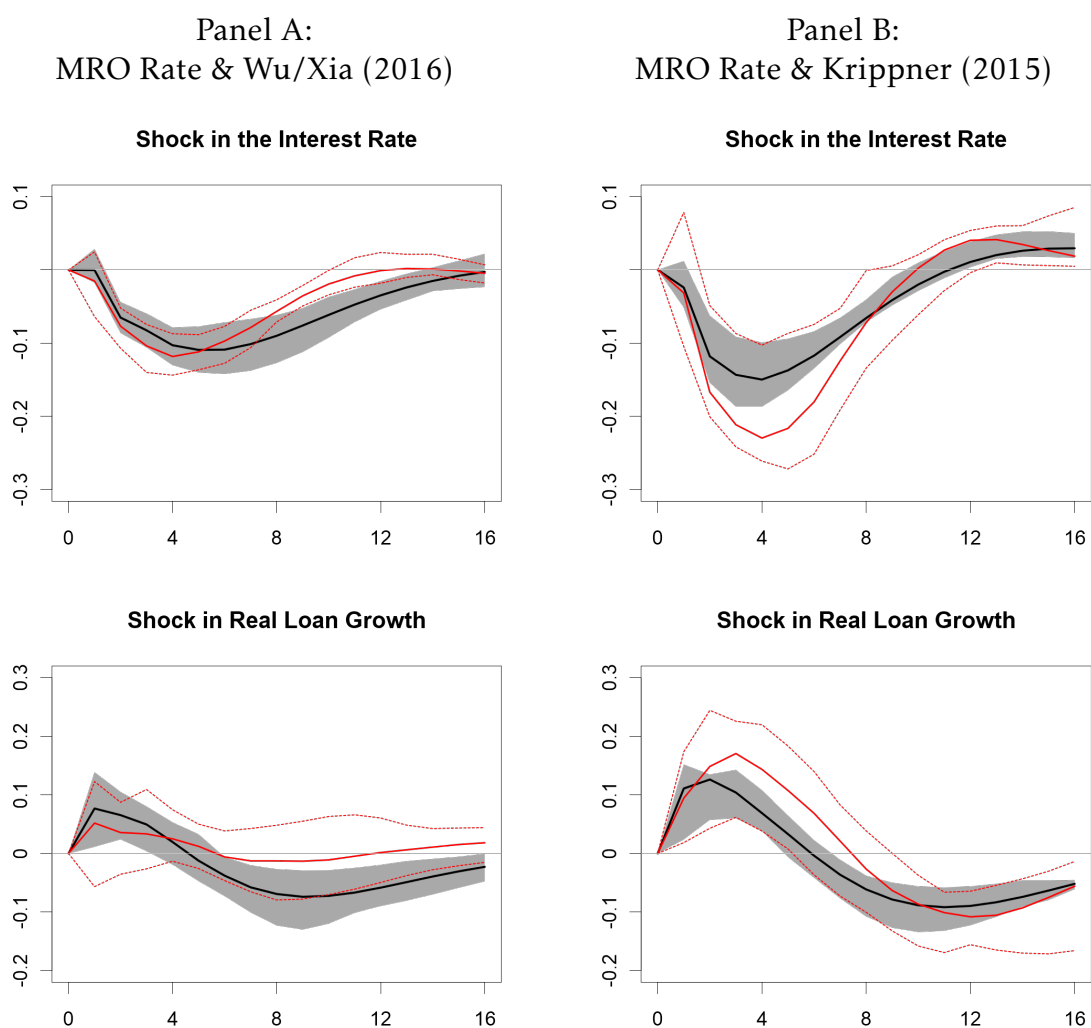 Panel A:
MRO Rate & Wu/Xia (2016)
Panel B:
MRO Rate & Krippner (2015)
Shock in the Interest Rate
0.1
0
-0.1
-0.2
-0.3
0 4 8 12 16
Shock in the Interest Rate
0.1
0
-0.1
-0.2
-0.3
0 4 8 12 16
Shock in Real Loan Growth
0.3
0.2
0.1
0
-0.1
-0.2
0 4 8 12 16
Shock in Real Loan Growth
0.3
0.2
0.1
0
-0.1
-0.2
0 4 8 12 16